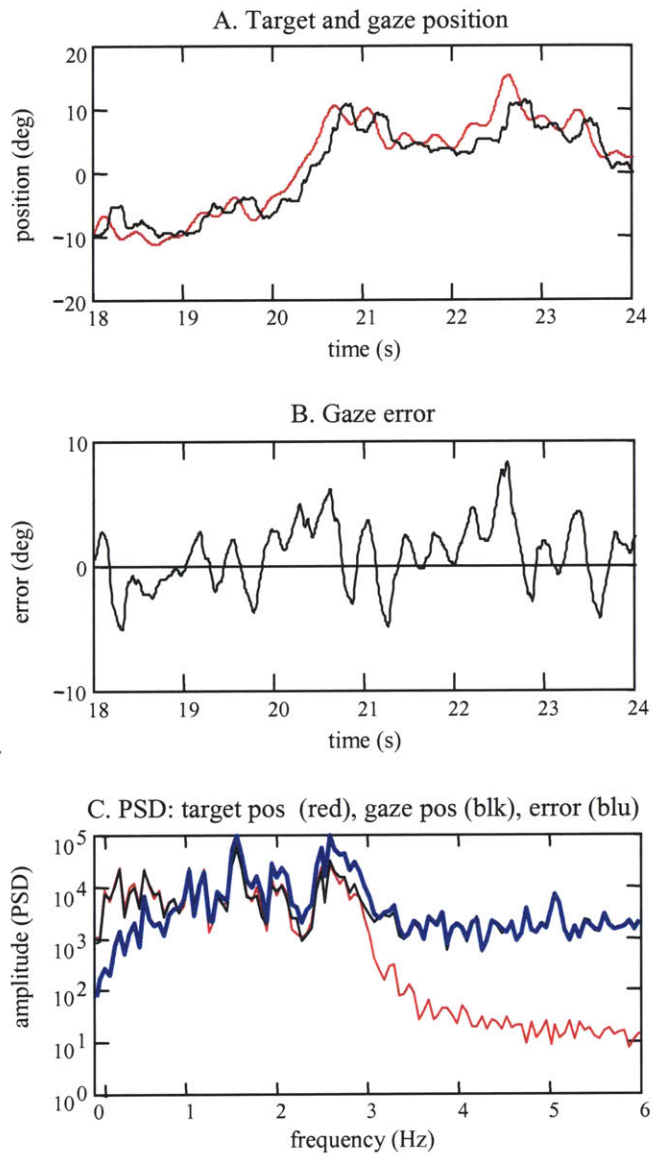 A. Target and gaze position
20
10
0
−10
−20
position (deg)
18 19 20 21 22 23 24
time (s)
B. Gaze error
10
0
−10
error (deg)
18 19 20 21 22 23 24
time (s)
C. PSD: target pos (red), gaze pos (blk), error (blu)
10^5
10^4
10^3
10^2
10^1
10^0
amplitude (PSD)
0 1 2 3 4 5 6
frequency (Hz)